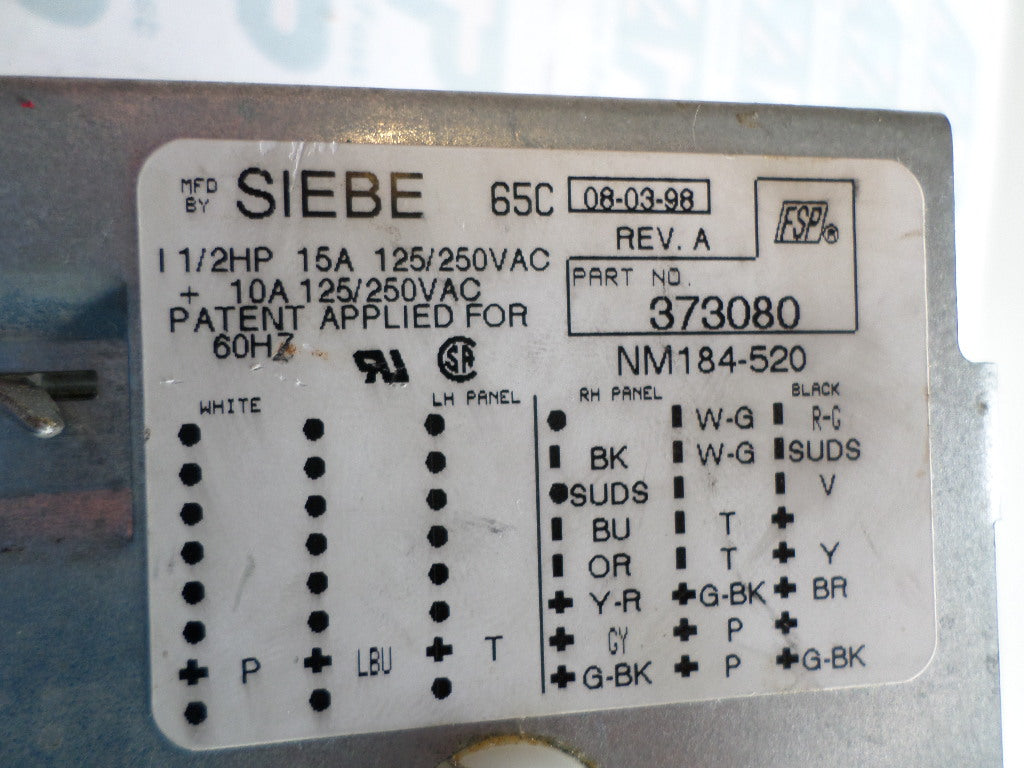 MFD BY SIEBE 65C 08-03-98
REV. A
FSP ®
1 1/2HP 15A 125/250VAC
+ 10A 125/250VAC
PATENT APPLIED FOR
60HZ
PART NO.
373080
NM184-520
WHITE LH PANEL RH PANEL BLACK
W-G R-G
BK W-G SUDS
SUDS V
BU T
OR T Y
Y-R G-BK BR
GY P
P LBU T G-BK P G-BK